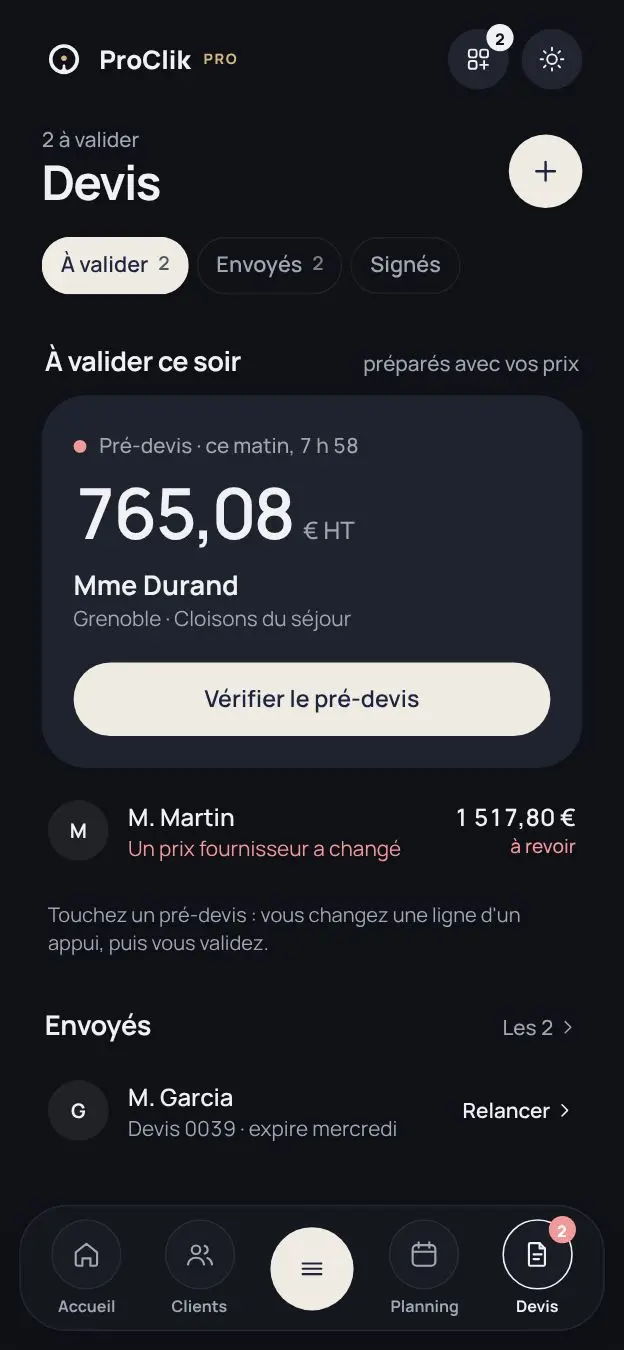 ProClik PRO
2
2 à valider
Devis
À valider 2
Envoyés 2
Signés
À valider ce soir
préparés avec vos prix
Pré-devis · ce matin, 7 h 58
765,08 € HT
Mme Durand
Grenoble · Cloisons du séjour
Vérifier le pré-devis
M
M. Martin
1 517,80 €
Un prix fournisseur a changé
à revoir
Touchez un pré-devis : vous changez une ligne d'un
appui, puis vous validez.
Envoyés
Les 2
G
M. Garcia
Devis 0039 · expire mercredi
Relancer
2
Accueil
Clients
Planning
Devis